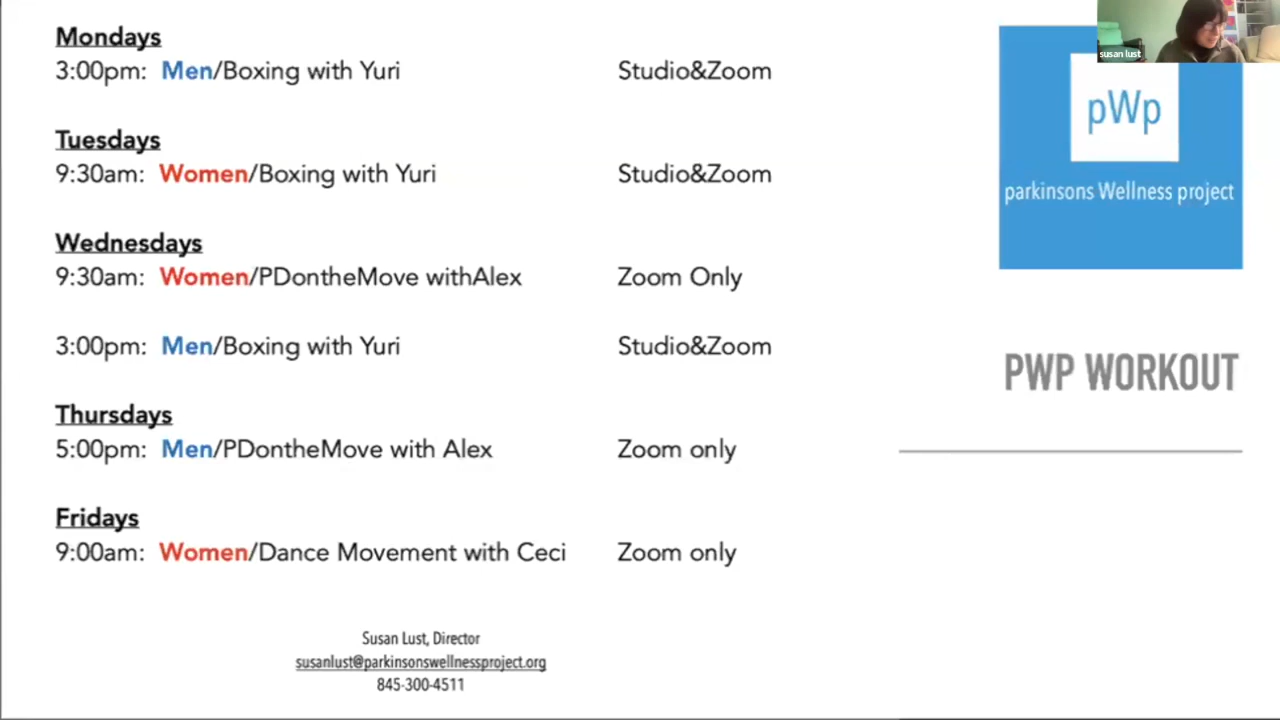 Mondays
3:00pm: Men/Boxing with Yuri Studio&Zoom
Tuesdays
9:30am: Women/Boxing with Yuri Studio&Zoom
Wednesdays
9:30am: Women/PDontheMove withAlex Zoom Only
3:00pm: Men/Boxing with Yuri Studio&Zoom
Thursdays
5:00pm: Men/PDontheMove with Alex Zoom only
Fridays
9:00am: Women/Dance Movement with Ceci Zoom only
Susan Lust, Director
susanlust@parkinsonswellnessproject.org
845-300-4511
susan lust
pWp
parkinsons Wellness project
PWP WORKOUT